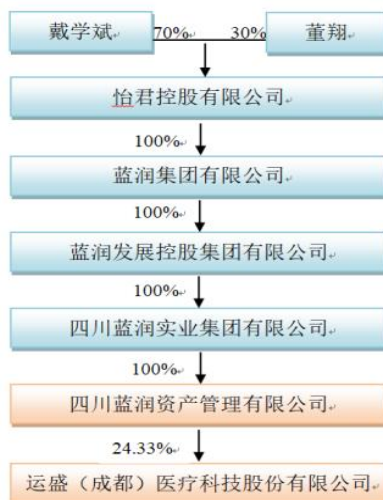 戴学斌 70% 30% 董翔
怡君控股有限公司
100%
蓝润集团有限公司
100%
蓝润发展控股集团有限公司
100%
四川蓝润实业集团有限公司
100%
四川蓝润资产管理有限公司
24.33%
运盛（成都）医疗科技股份有限公司